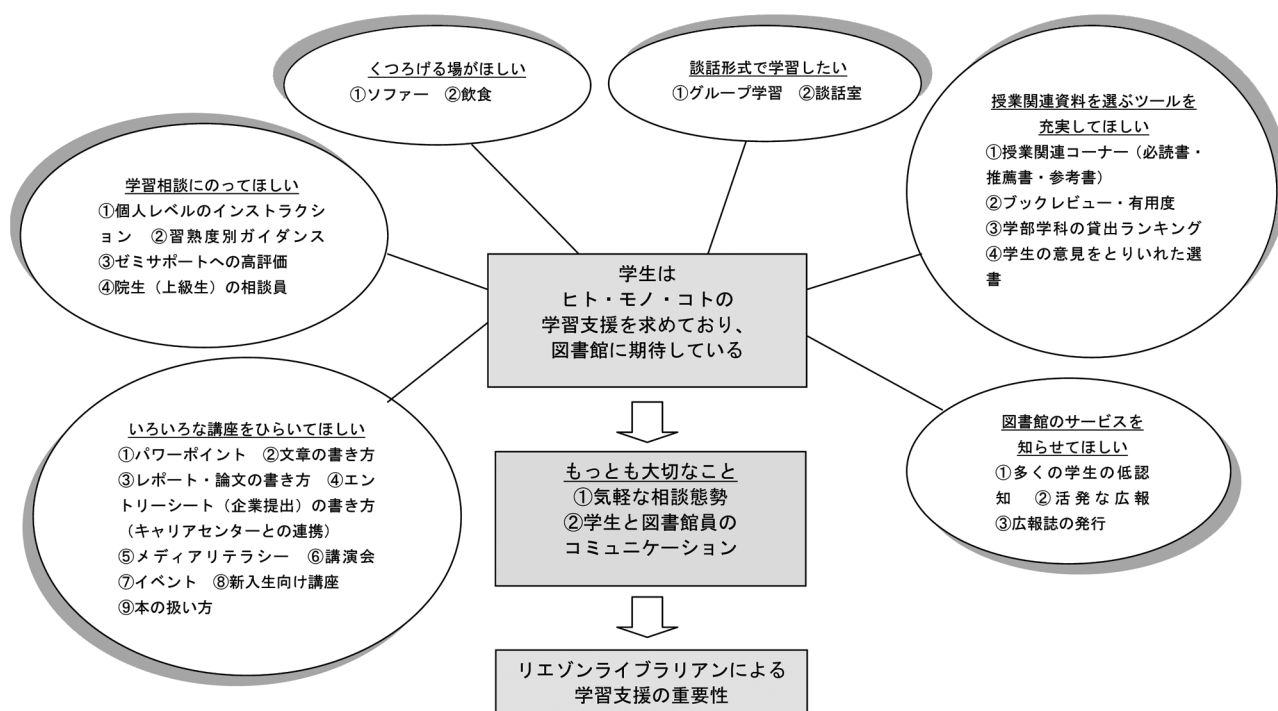 くつろげる場がほしい
①ソファー ②飲食
談話形式で学習したい
①グループ学習 ②談話室
授業関連資料を選ぶツールを
充実してほしい
①授業関連コーナー（必読書・
推薦書・参考書）
②ブックレビュー・有用度
③学部学科の貸出ランキング
④学生の意見をとりいれた選
書
学習相談にのってほしい
①個人レベルのインストラクシ
ョン ②習熟度別ガイダンス
③ゼミサポートへの高評価
④院生（上級生）の相談員
学生は
ヒト・モノ・コトの
学習支援を求めており、
図書館に期待している
いろいろな講座をひらいてほしい
①パワーポイント ②文章の書き方
③レポート・論文の書き方 ④エン
トリーシート（企業提出）の書き方
（キャリアセンターとの連携）
⑤メディアリテラシー ⑥講演会
⑦イベント ⑧新入生向け講座
⑨本の扱い方
図書館のサービスを
知らせてほしい
①多くの学生の低認
知 ②活発な広報
③広報誌の発行
もっとも大切なこと
①気軽な相談態勢
②学生と図書館員の
コミュニケーション
リエゾンライブラリアンによる
学習支援の重要性